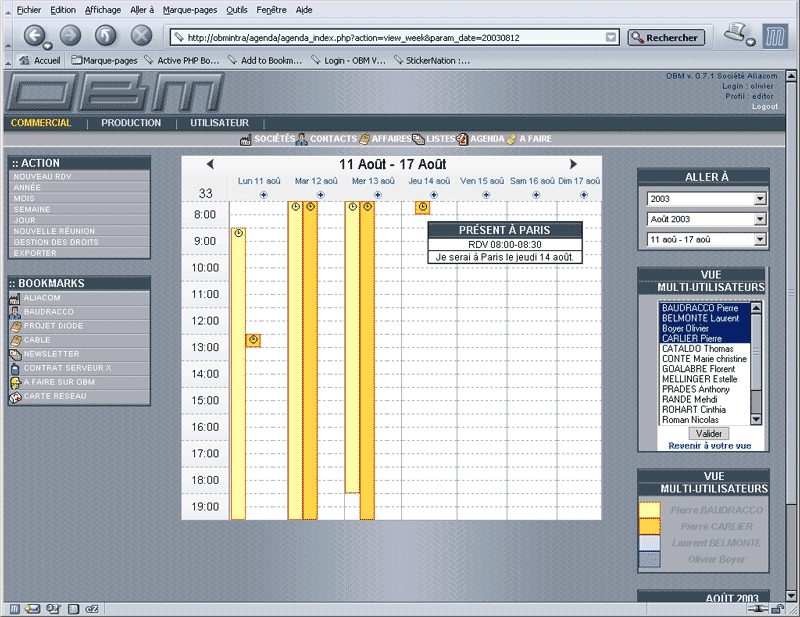 Fichier Edition Affichage Aller à Marque-pages Outils Fenêtre Aide
http://obmintra/agenda/agenda_index.php?action=view_week&param_date=20030812
Rechercher
Accueil Marque-pages Active PHP Bo... Add to Bookm... Login - OBM V... StickerNation :...
OBM
OBM v. 0.7.1 Société Aliacom
Login : olivier
Profil : editor
Logout
COMMERCIAL | PRODUCTION | UTILISATEUR |
SOCIÉTÉS CONTACTS AFFAIRES LISTES AGENDA A FAIRE
:: ACTION
NOUVEAU RDV
ANNÉE
MOIS
SEMAINE
JOUR
NOUVELLE RÉUNION
GESTION DES DROITS
EXPORTER
:: BOOKMARKS
ALIACOM
BAUDRACCO
PROJET DIODE
CABLE
NEWSLETTER
CONTRAT SERVEUR X
A FAIRE SUR OBM
CARTE RESEAU
11 Août - 17 Août
33
Lun 11 aoû Mar 12 aoû Mer 13 aoû Jeu 14 aoû Ven 15 aoû Sam 16 aoû Dim 17 aoû
8:00
9:00
10:00
11:00
12:00
13:00
14:00
15:00
16:00
17:00
18:00
19:00
PRÉSENT À PARIS
RDV 08:00-08:30
Je serai à Paris le jeudi 14 août.
ALLER À
2003
Août 2003
11 aoû - 17 aoû
VUE
MULTI-UTILISATEURS
BAUDRACCO Pierre
BELMONTE Laurent
Boyer Olivier
CARLIER Pierre
CATALDO Thomas
CONTE Marie christine
GOALABRE Florent
MELLINGER Estelle
PRADES Anthony
RANDE Mehdi
ROHART Cinthia
Roman Nicolas
Valider
Revenir à votre vue
VUE
MULTI-UTILISATEURS
Pierre BAUDRACCO
Pierre CARLIER
Laurent BELMONTE
Olivier Boyer
AOÛT 2003